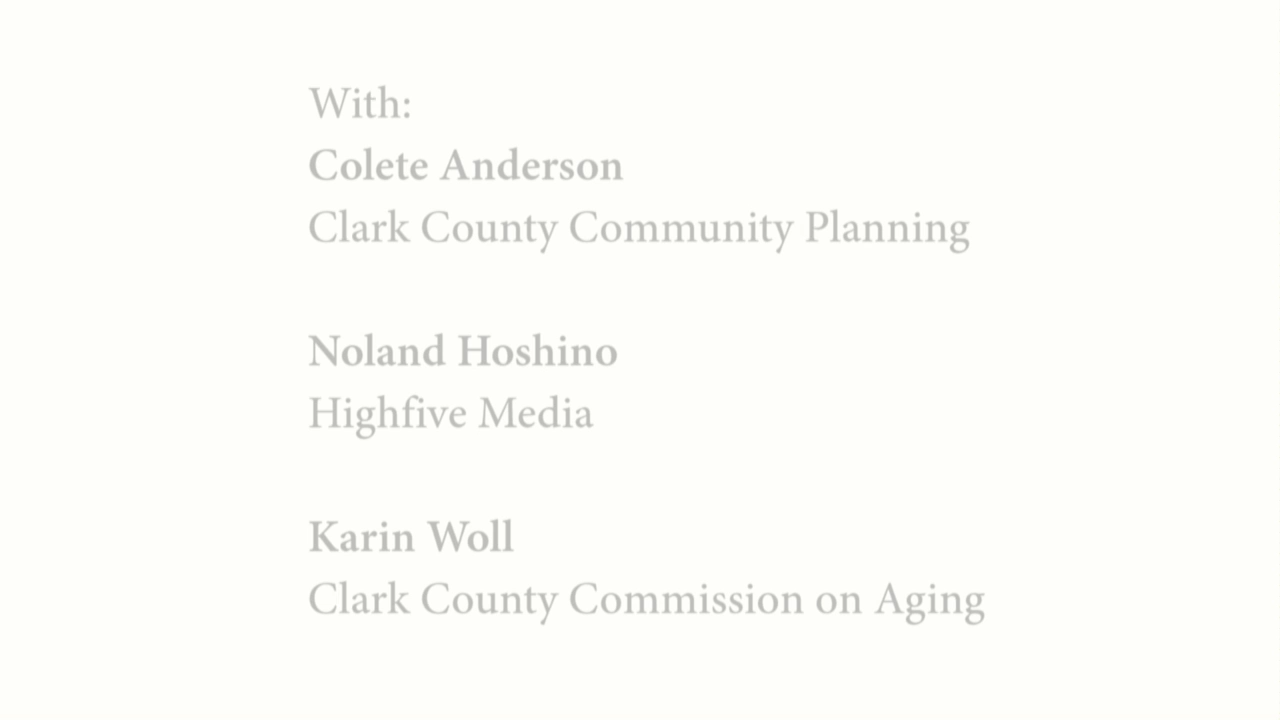 With:
Colete Anderson
Clark County Community Planning
Noland Hoshino
Highfive Media
Karin Woll
Clark County Commission on Aging